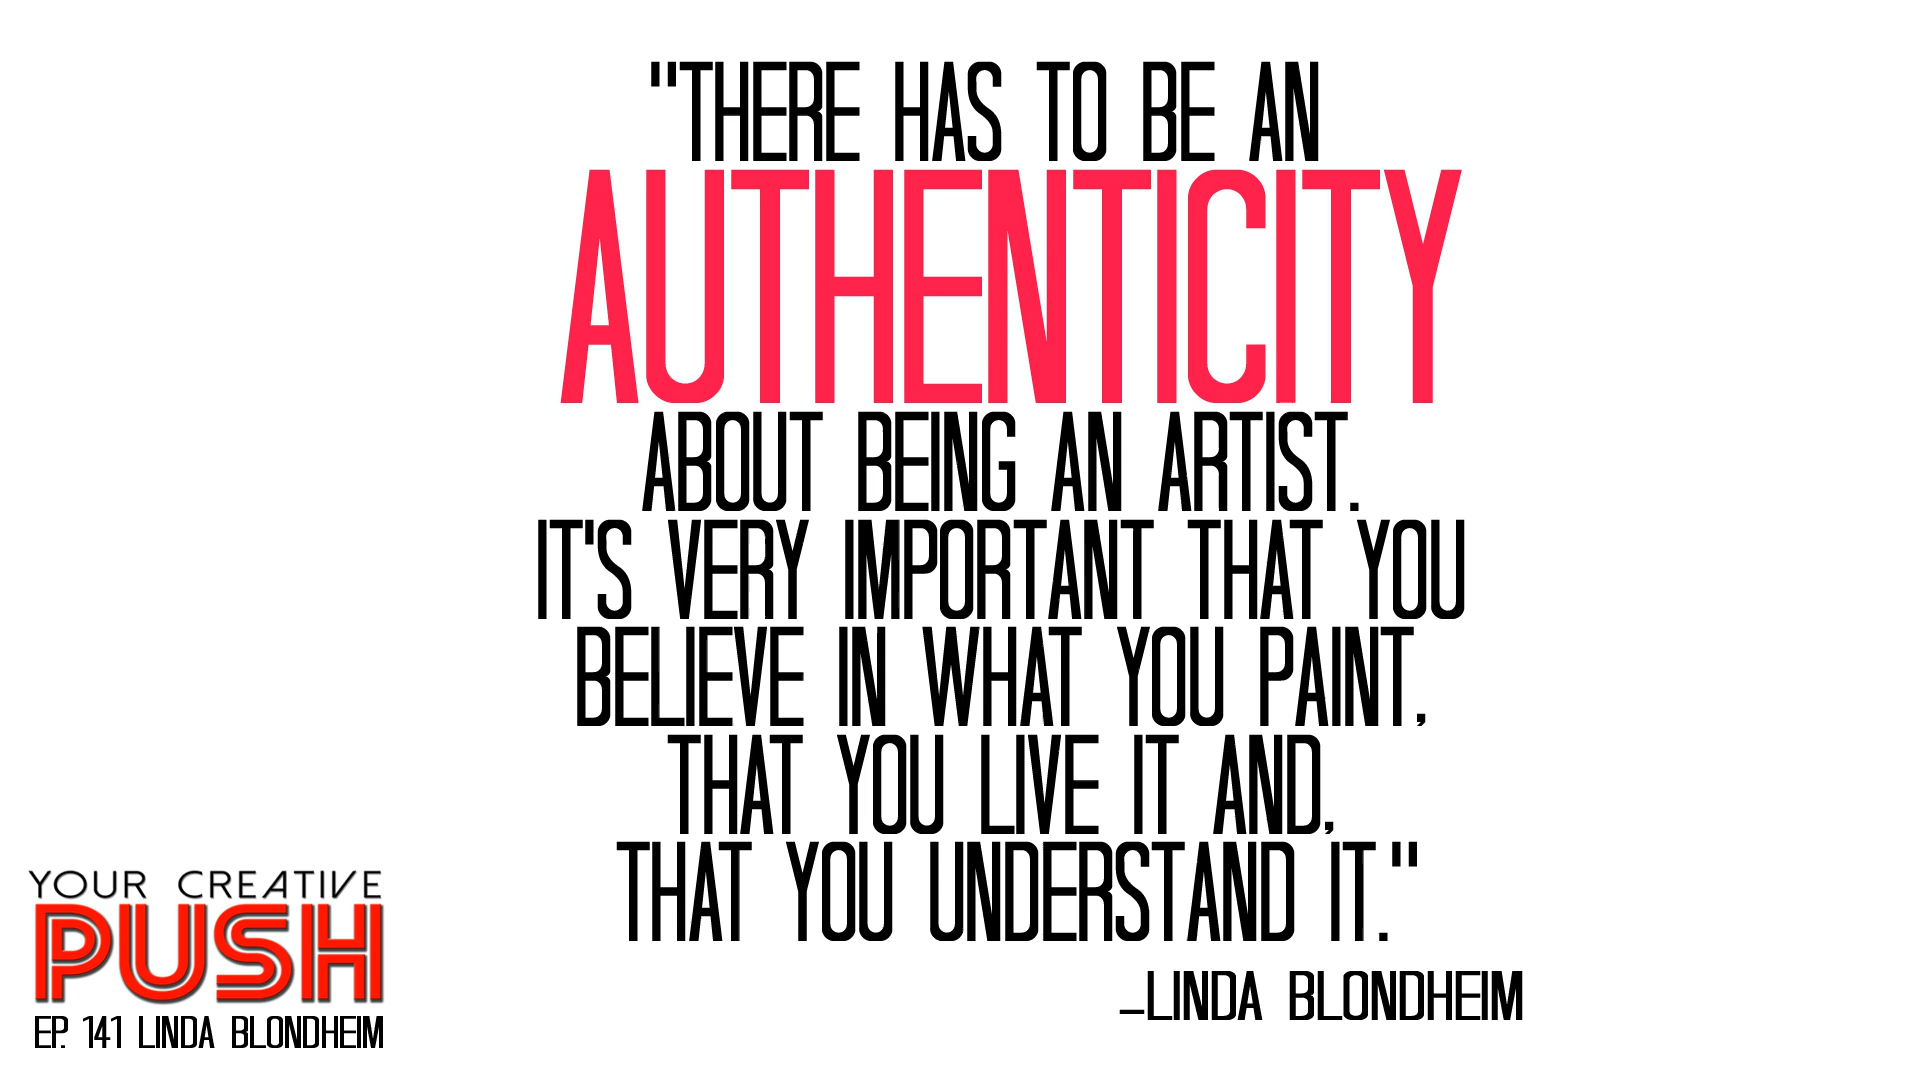 "THERE HAS TO BE AN
AUTHENTICITY
ABOUT BEING AN ARTIST.
IT'S VERY IMPORTANT THAT YOU
BELIEVE IN WHAT YOU PAINT,
THAT YOU LIVE IT AND,
THAT YOU UNDERSTAND IT."
–LINDA BLONDHEIM
YOUR CREATIVE
PUSH
EP. 141 LINDA BLONDHEIM